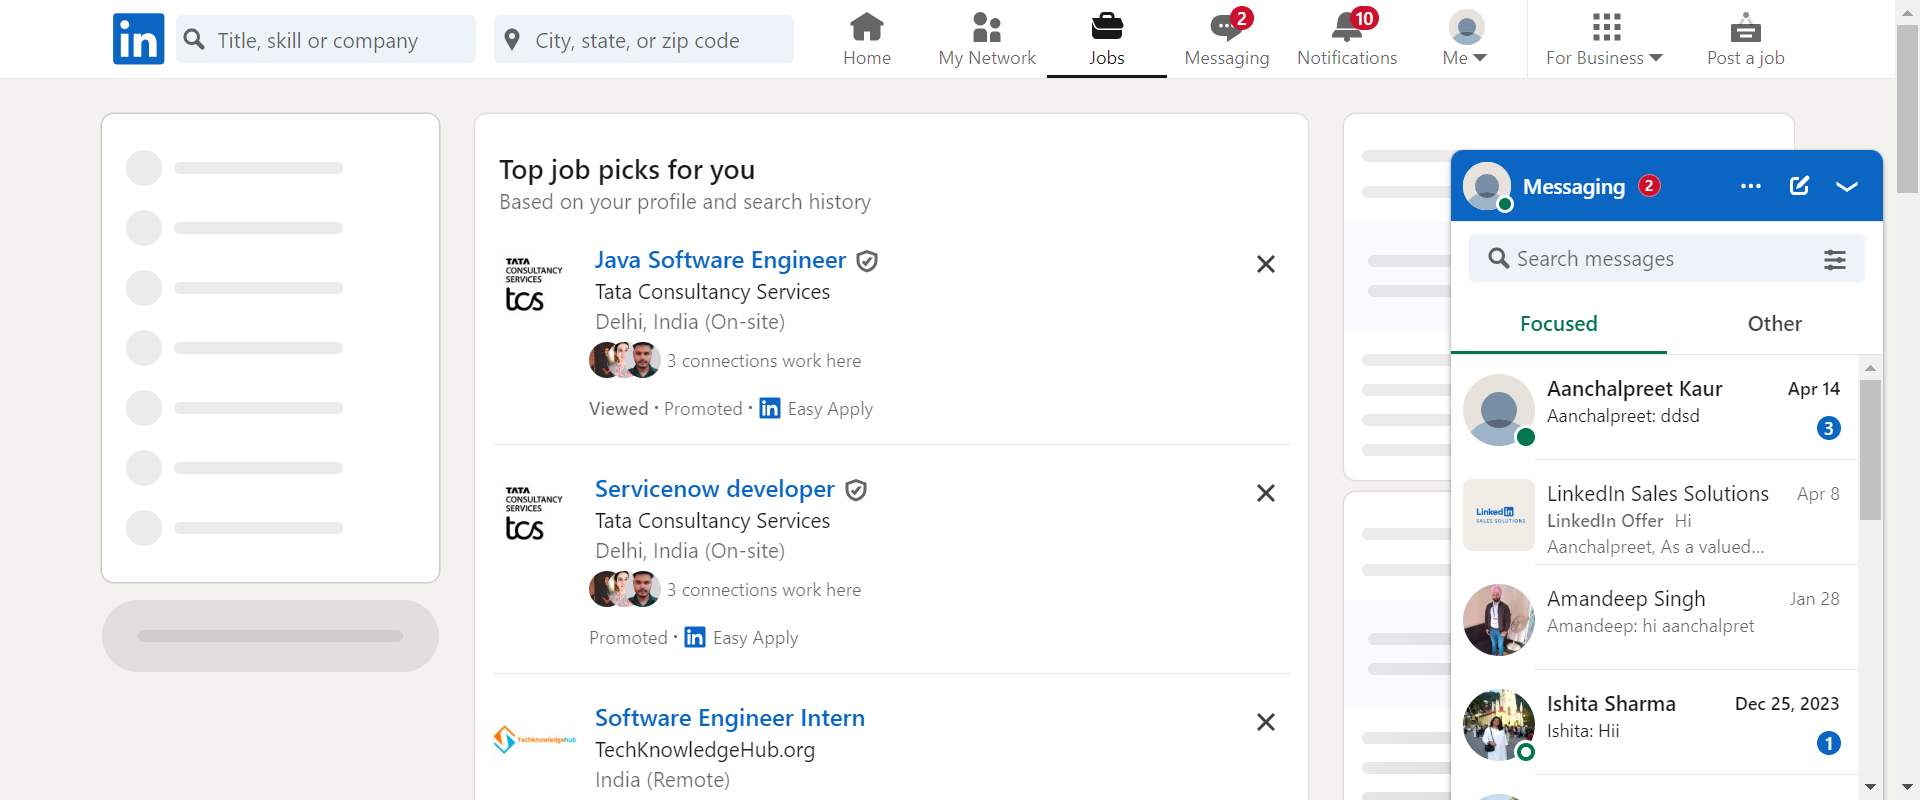 in
Title, skill or company
City, state, or zip code
Home
My Network
Jobs
2
Messaging
10
Notifications
Me
For Business
Post a job
Top job picks for you
Based on your profile and search history
TATA
CONSULTANCY
SERVICES
tcs
Java Software Engineer
Tata Consultancy Services
Delhi, India (On-site)
3 connections work here
Viewed · Promoted · in Easy Apply
TATA
CONSULTANCY
SERVICES
tcs
Servicenow developer
Tata Consultancy Services
Delhi, India (On-site)
3 connections work here
Promoted · in Easy Apply
Techknowledgehub
Software Engineer Intern
TechKnowledgeHub.org
India (Remote)
Messaging 2
Search messages
Focused
Other
Aanchalpreet Kaur Apr 14
Aanchalpreet: ddsd
3
Linked in
SALES SOLUTIONS
LinkedIn Sales Solutions Apr 8
LinkedIn Offer Hi
Aanchalpreet, As a valued...
Amandeep Singh Jan 28
Amandeep: hi aanchalpret
Ishita Sharma Dec 25, 2023
Ishita: Hii
1